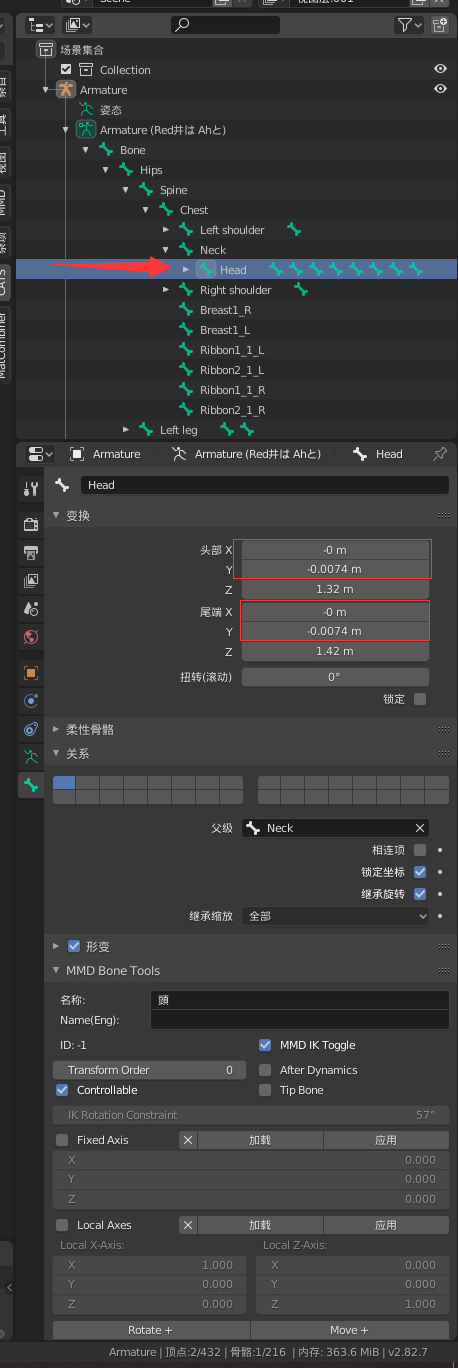 Scene
视图层.001
场景集合
Collection
Armature
姿态
Armature (Red井は Ahと)
Bone
Hips
Spine
Chest
Left shoulder
Neck
Head
Right shoulder
Breast1_R
Breast1_L
Ribbon1_1_L
Ribbon2_1_L
Ribbon1_1_R
Ribbon2_1_R
Left leg
工具
视图
MMD
杂项
CATS
MatCombiner
Armature Armature (Red井は Ahと) Head
Head
变换
头部 X -0 m
Y -0.0074 m
Z 1.32 m
尾端 X -0 m
Y -0.0074 m
Z 1.42 m
扭转(滚动) 0°
锁定
柔性骨骼
关系
父级 Neck
相连项
锁定坐标
继承旋转
继承缩放 全部
形变
MMD Bone Tools
名称: 頭
Name(Eng):
ID: -1 MMD IK Toggle
Transform Order 0 After Dynamics
Controllable Tip Bone
IK Rotation Constraint 57°
Fixed Axis 加载 应用
X 0.000
Y 0.000
Z 0.000
Local Axes 加载 应用
Local X-Axis: Local Z-Axis:
X 1.000 X 0.000
Y 0.000 Y 0.000
Z 0.000 Z 1.000
Rotate + Move +
Armature | 顶点:2/432 | 骨骼:1/216 | 内存: 363.6 MiB | v2.82.7